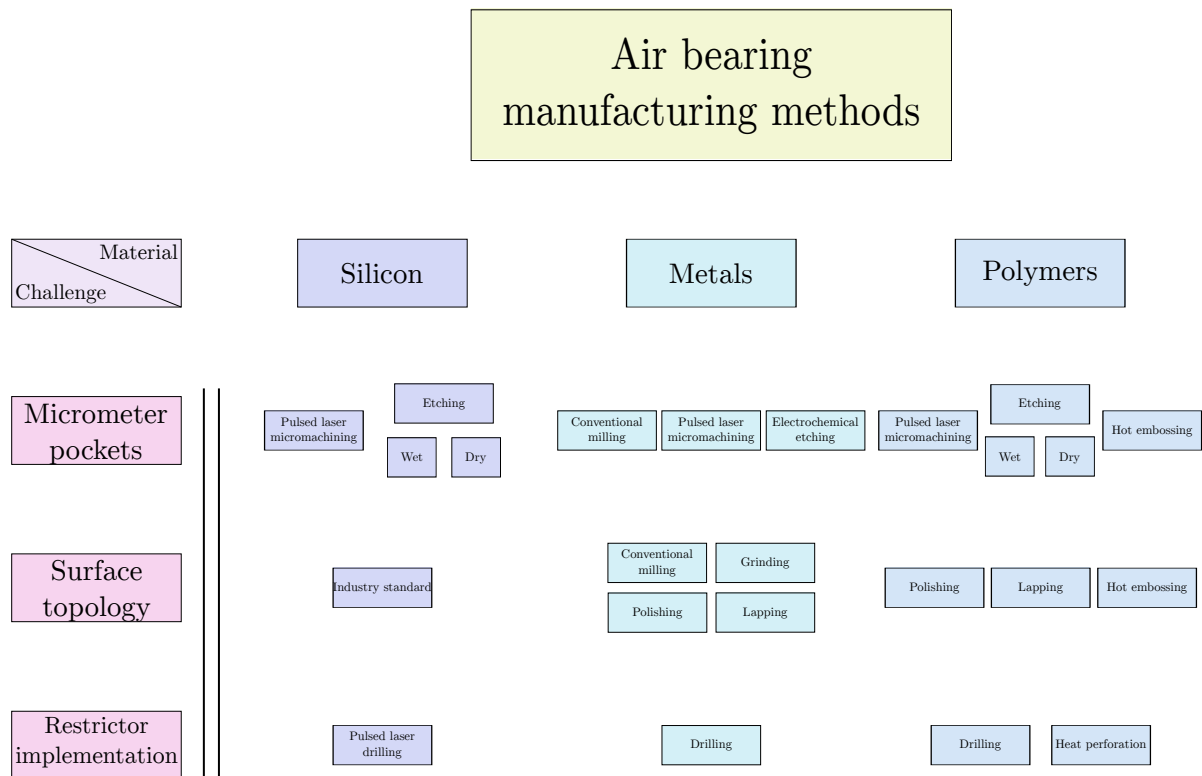 Air bearing
manufacturing methods
Material
Challenge
Silicon
Metals
Polymers
Micrometer
pockets
Pulsed laser
micromachining
Etching
Wet
Dry
Conventional
milling
Pulsed laser
micromachining
Electrochemical
etching
Pulsed laser
micromachining
Etching
Wet
Dry
Hot embossing
Surface
topology
Industry standard
Conventional
milling
Grinding
Polishing
Lapping
Polishing
Lapping
Hot embossing
Restrictor
implementation
Pulsed laser
drilling
Drilling
Drilling
Heat perforation